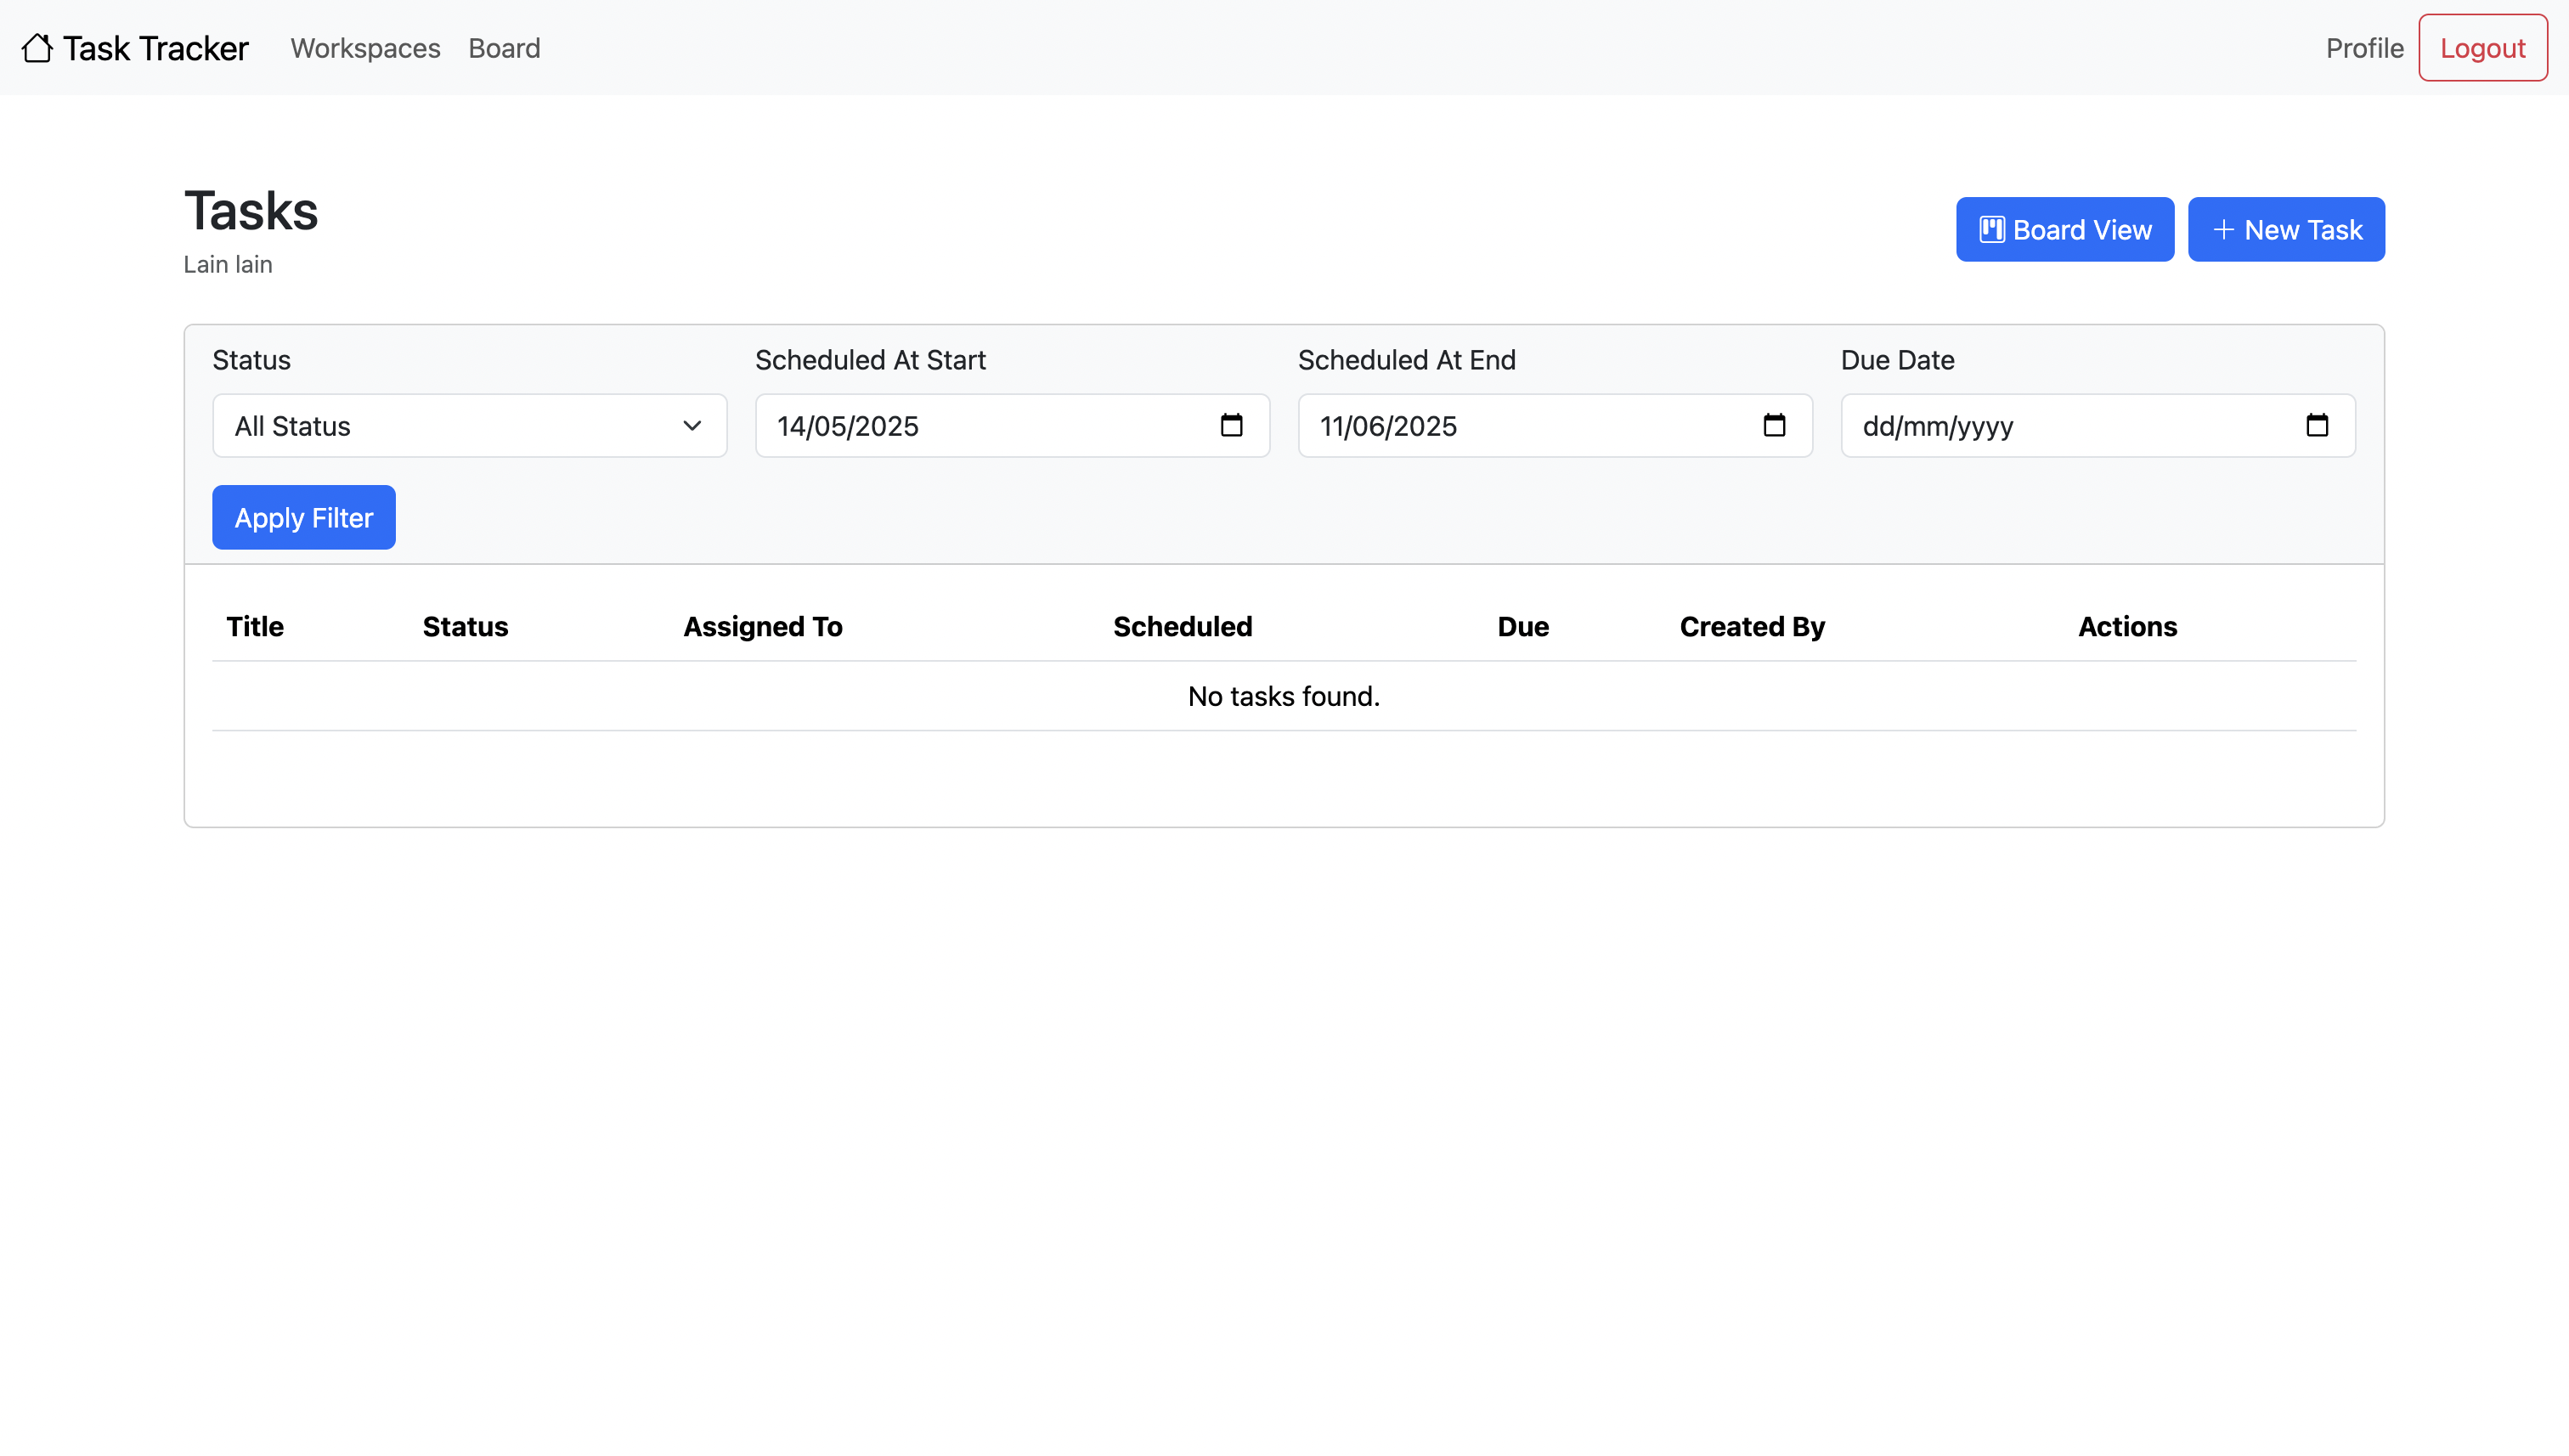 Task Tracker Workspaces Board Profile Logout
Tasks
Lain lain
Board View New Task
Status Scheduled At Start Scheduled At End Due Date
All Status 14/05/2025 11/06/2025 dd/mm/yyyy
Apply Filter
Title Status Assigned To Scheduled Due Created By Actions
No tasks found.